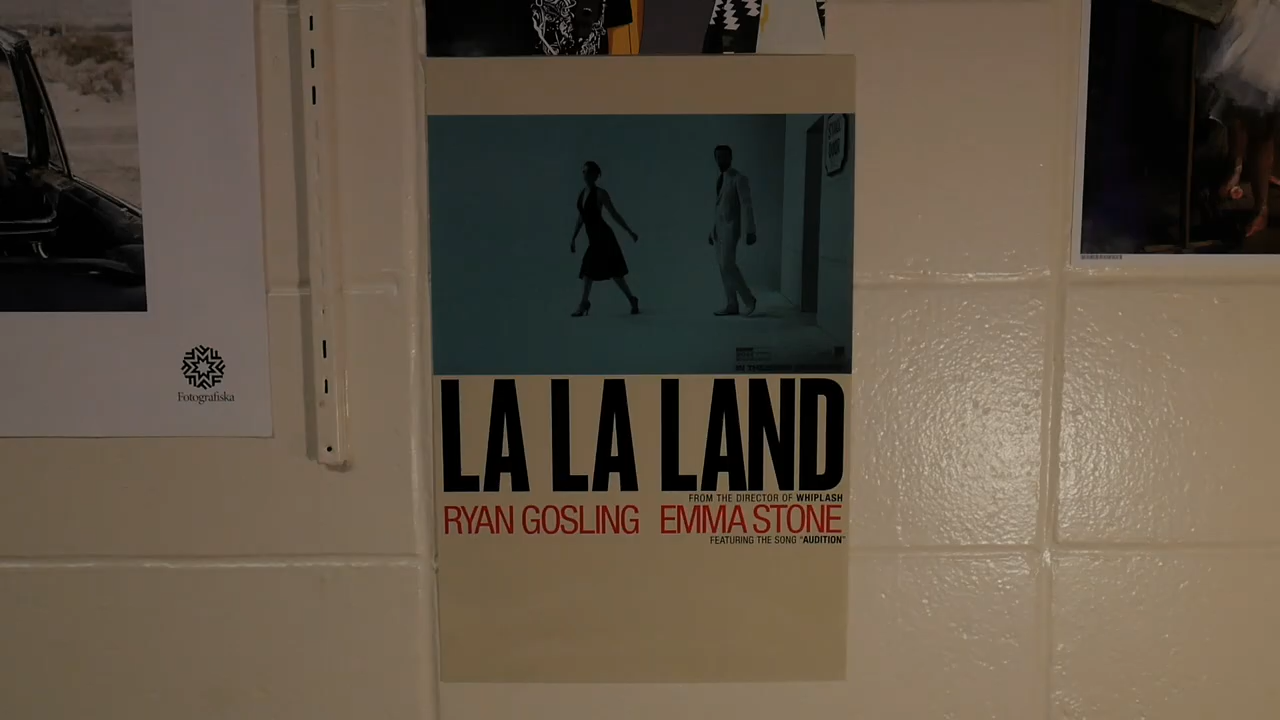 Fotografiska
LA LA LAND
FROM THE DIRECTOR OF WHIPLASH
RYAN GOSLING EMMA STONE
FEATURING THE SONG "AUDITION"